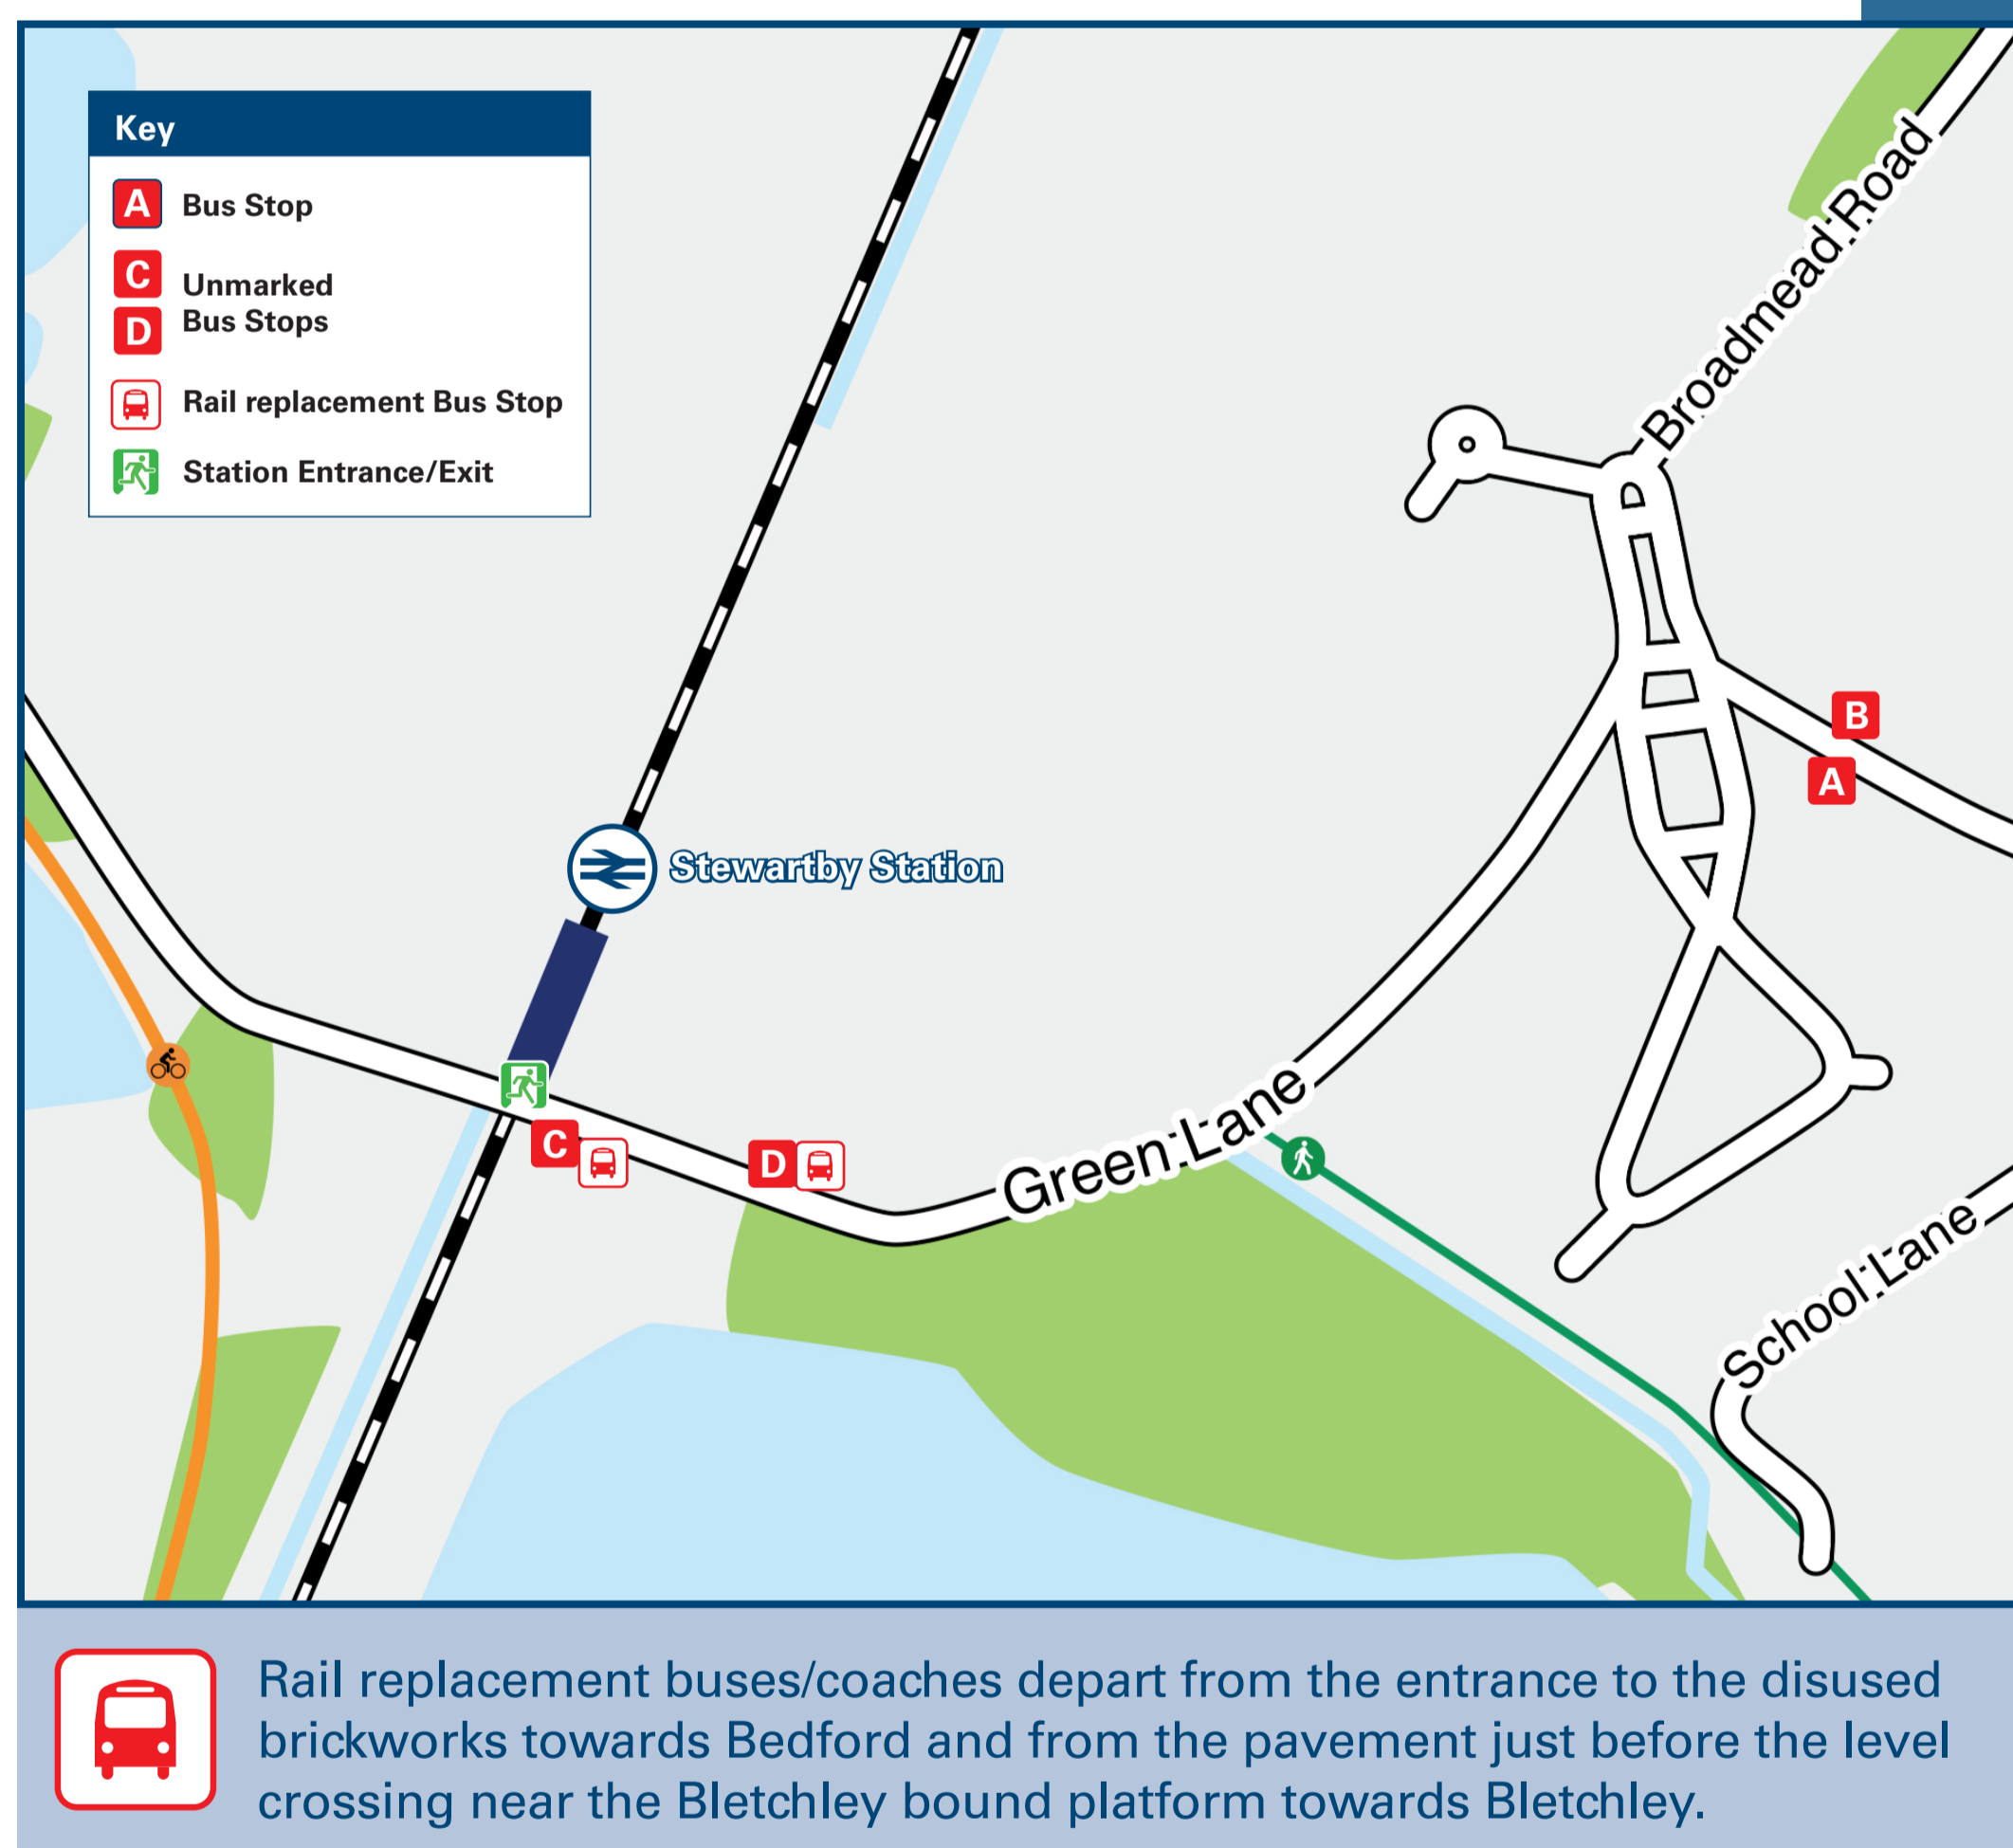 Key
A Bus Stop
C Unmarked
D Bus Stops
Rail replacement Bus Stop
Station Entrance/Exit
Broadmead Road
B
A
Stewartby Station
C
D
Green Lane
School Lane
Rail replacement buses/coaches depart from the entrance to the disused
brickworks towards Bedford and from the pavement just before the level
crossing near the Bletchley bound platform towards Bletchley.